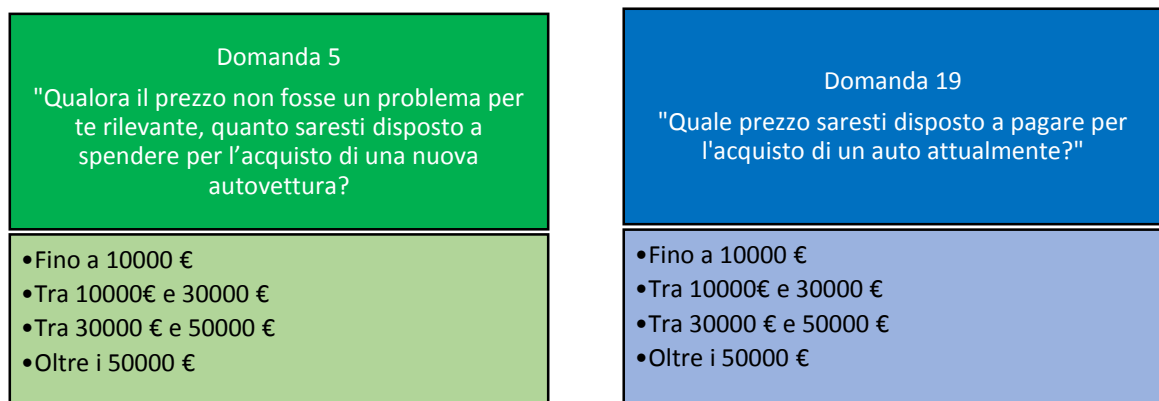 Domanda 5
"Qualora il prezzo non fosse un problema per
te rilevante, quanto saresti disposto a
spendere per l’acquisto di una nuova
autovettura?
•Fino a 10000 €
•Tra 10000€ e 30000 €
•Tra 30000 € e 50000 €
•Oltre i 50000 €
Domanda 19
"Quale prezzo saresti disposto a pagare per
l'acquisto di un auto attualmente?"
•Fino a 10000 €
•Tra 10000€ e 30000 €
•Tra 30000 € e 50000 €
•Oltre i 50000 €